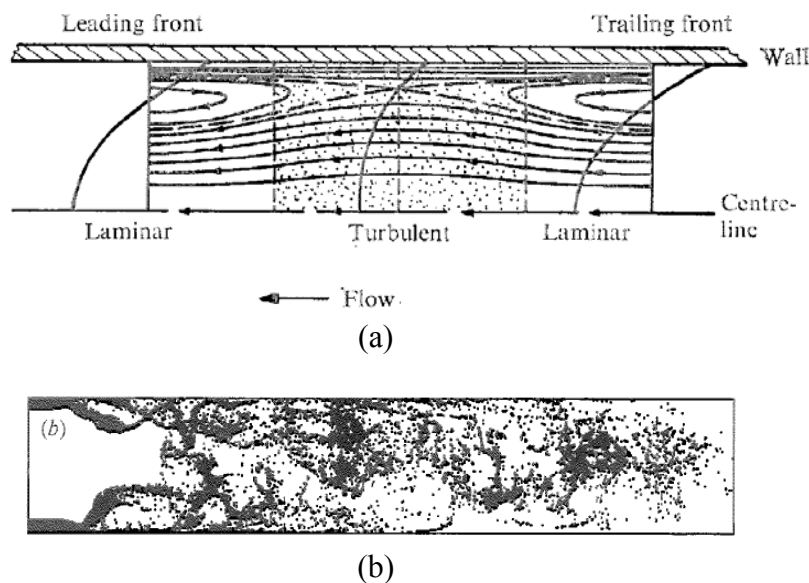 Leading front Trailing front
Wall
Centre-
line
Laminar Turbulent Laminar
Flow
(a)
(b)
(b)